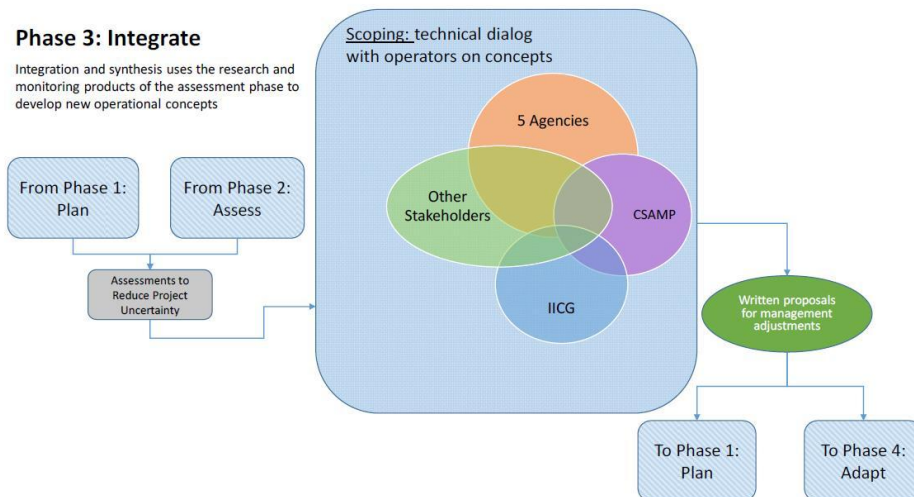 Phase 3: Integrate
Integration and synthesis uses the research and
monitoring products of the assessment phase to
develop new operational concepts
From Phase 1:
Plan
From Phase 2:
Assess
Assessments to
Reduce Project
Uncertainty
Scoping: technical dialog
with operators on concepts
5 Agencies
Other
Stakeholders
CSAMP
IICG
Written proposals
for management
adjustments
To Phase 1:
Plan
To Phase 4:
Adapt